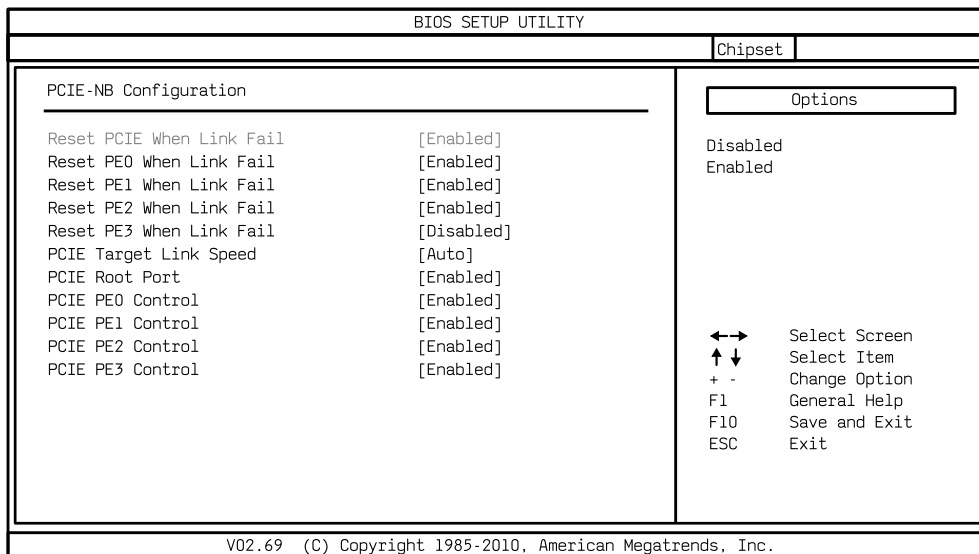 BIOS SETUP UTILITY
Chipset
PCIE-NB Configuration
Reset PCIE When Link Fail [Enabled]
Reset PE0 When Link Fail [Enabled]
Reset PE1 When Link Fail [Enabled]
Reset PE2 When Link Fail [Enabled]
Reset PE3 When Link Fail [Disabled]
PCIE Target Link Speed [Auto]
PCIE Root Port [Enabled]
PCIE PE0 Control [Enabled]
PCIE PE1 Control [Enabled]
PCIE PE2 Control [Enabled]
PCIE PE3 Control [Enabled]
Options
Disabled
Enabled
←→ Select Screen
↑↓ Select Item
+ - Change Option
F1 General Help
F10 Save and Exit
ESC Exit
V02.69 (C) Copyright 1985-2010, American Megatrends, Inc.